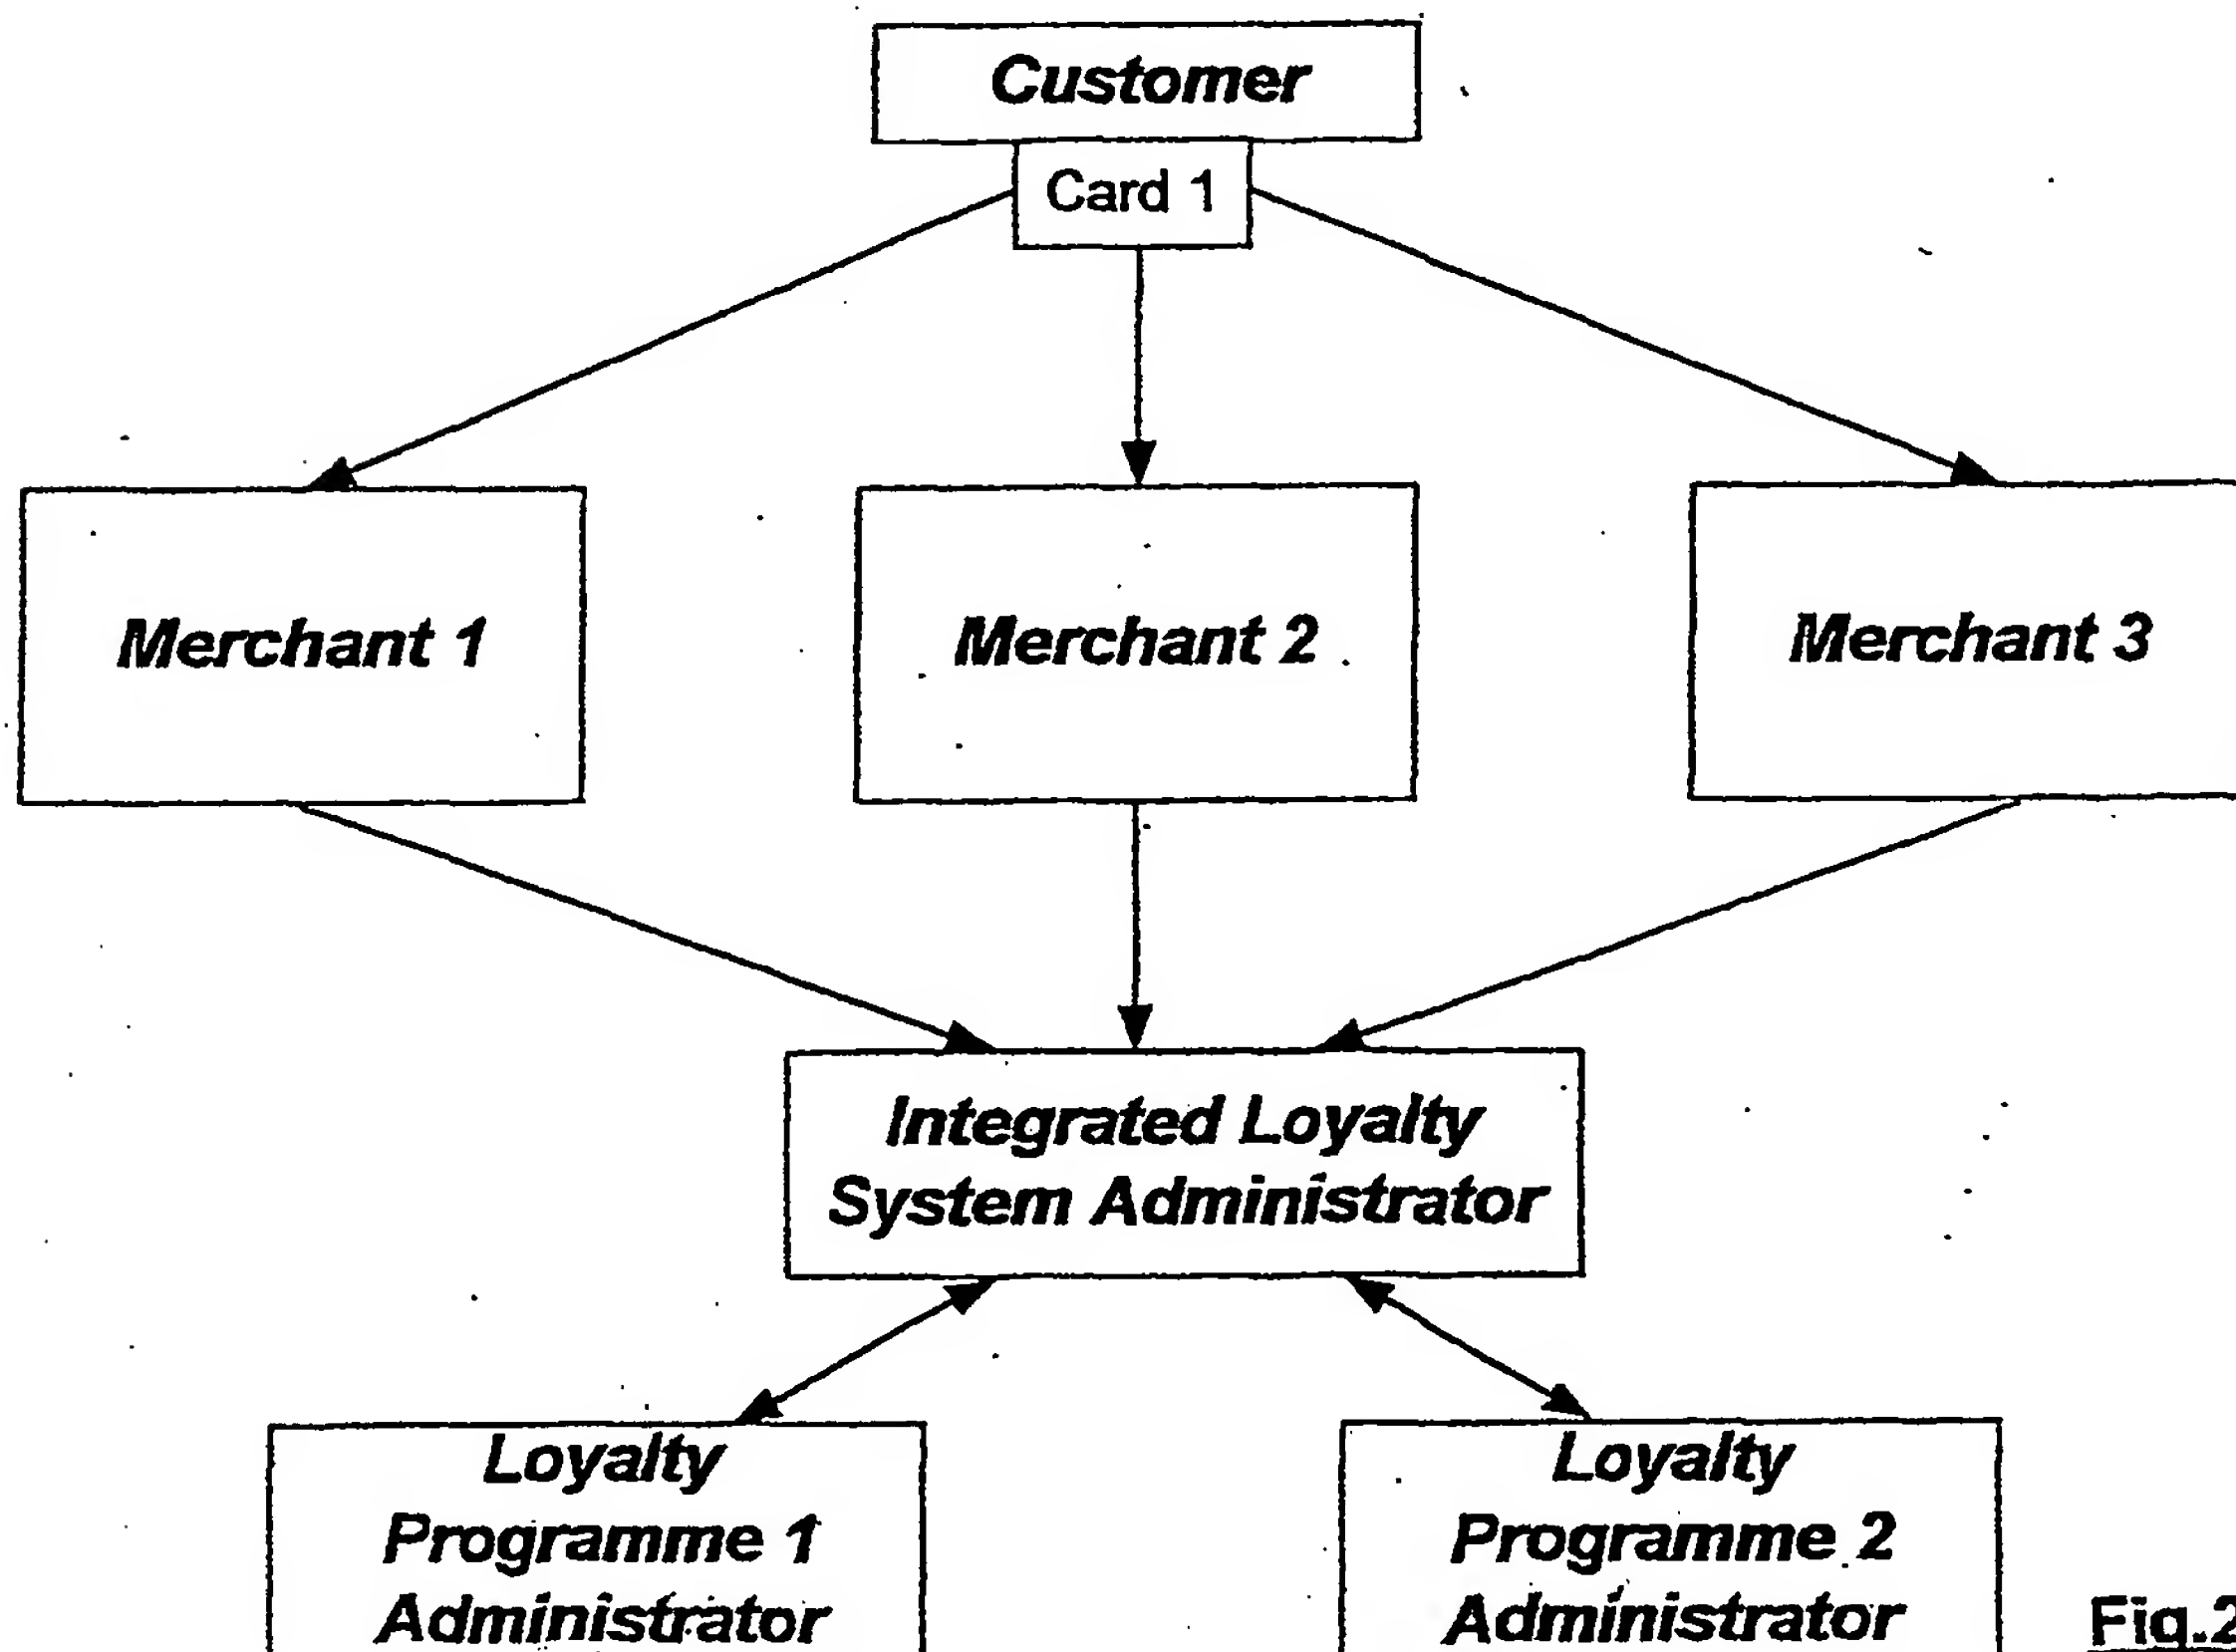 Customer
Card 1
Merchant 1
Merchant 2
Merchant 3
Integrated Loyalty
System Administrator
Loyalty
Programme 1
Administrator
Loyalty
Programme 2
Administrator
Fig.2